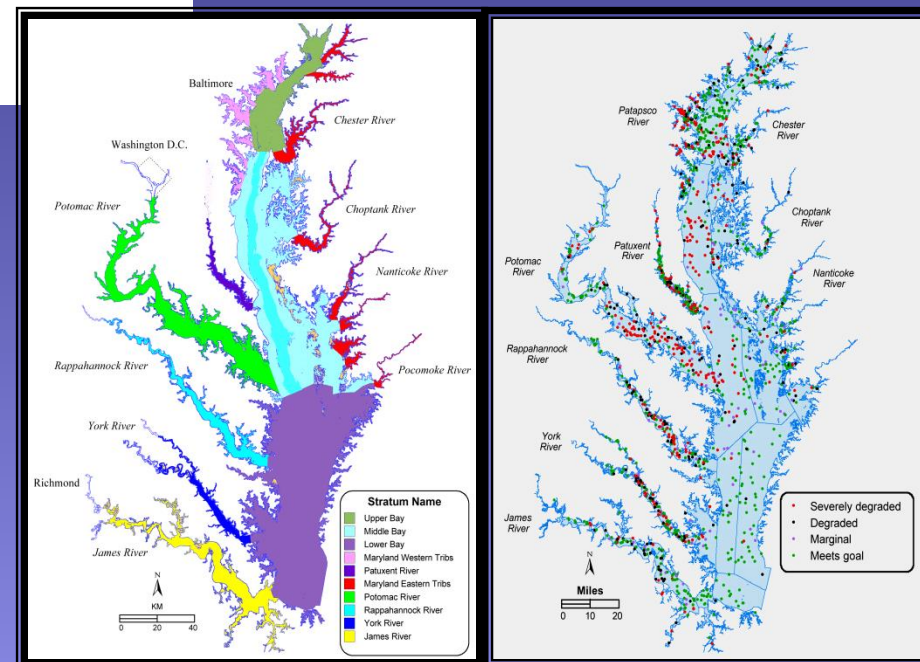 Baltimore
Chester River
Washington D.C.
Potomac River
Choptank River
Nanticoke River
Rappahannock River
Pocomoke River
York River
Richmond
James River
N
KM
0 20 40
Stratum Name
Upper Bay
Middle Bay
Lower Bay
Maryland Western Tribs
Patuxent River
Maryland Eastern Tribs
Potomac River
Rappahannock River
York River
James River
Patapsco
River
Chester
River
Choptank
River
Potomac
River
Patuxent
River
Nanticoke
River
Rappahannock
River
York
River
James
River
N
Miles
0 10 20
Severely degraded
Degraded
Marginal
Meets goal